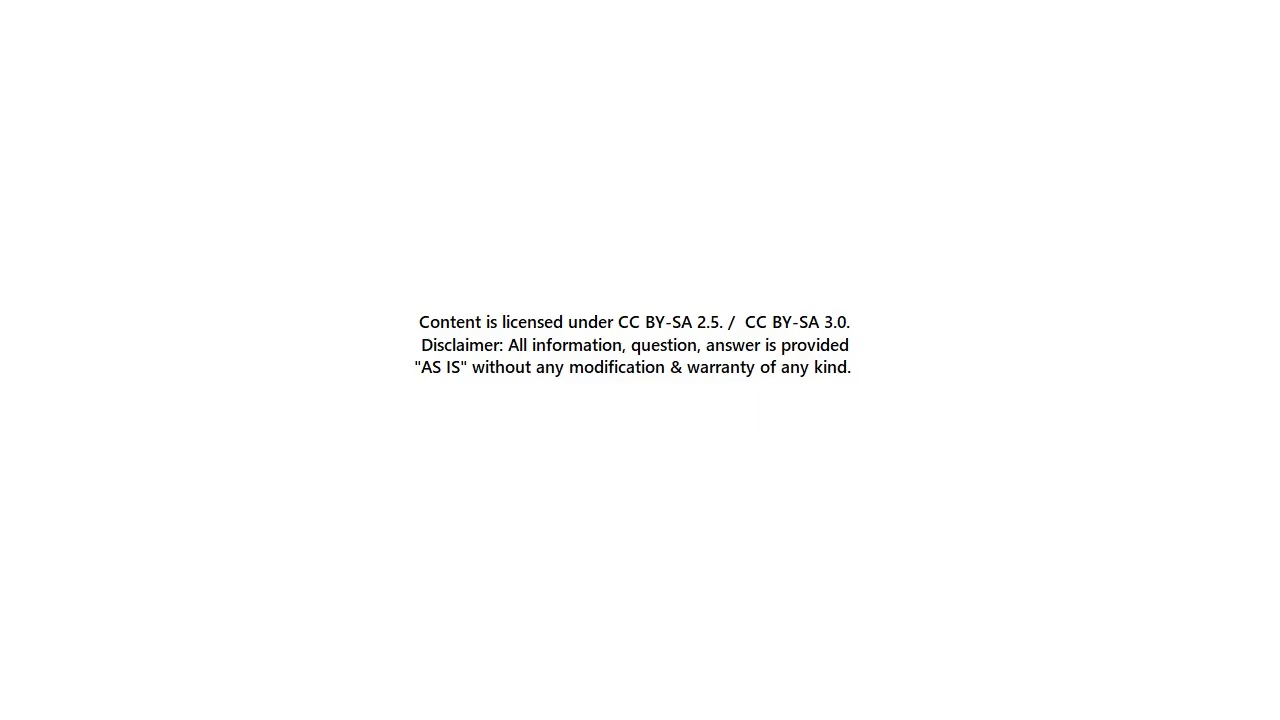 Content is licensed under CC BY-SA 2.5. /  CC BY-SA 3.0.
Disclaimer: All information, question, answer is provided
"AS IS" without any modification & warranty of any kind.